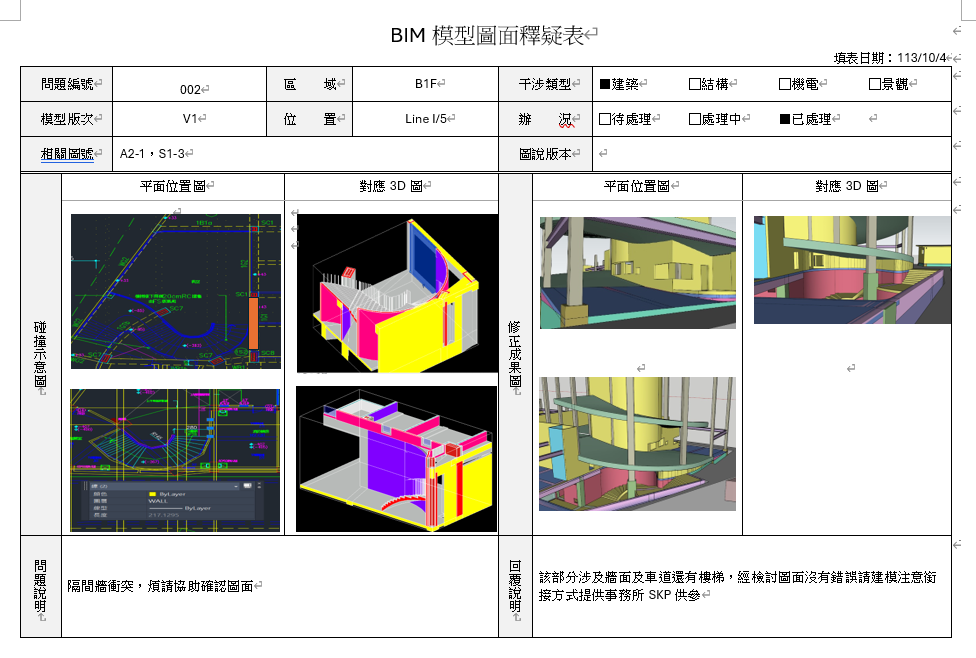 BIM 模型圖面釋疑表
填表日期：113/10/4
問題編號 002 區域 B1F 干涉類型 ■建築 □結構 □機電 □景觀
模型版次 V1 位置 Line I/5 辦況 □待處理 □處理中 ■已處理
相關圖號 A2-1，S1-3 圖說版本
碰撞示意圖
平面位置圖 對應 3D 圖
修正成果圖
平面位置圖 對應 3D 圖
SC7
SC7
SC7
SC8
ByLayer
WALL
ByLayer
217.1295
問題說明
隔間牆衝突，煩請協助確認圖面
回覆說明
該部分涉及牆面及車道還有樓梯，經檢討圖面沒有錯誤請建模注意銜
接方式提供事務所 SKP 供參